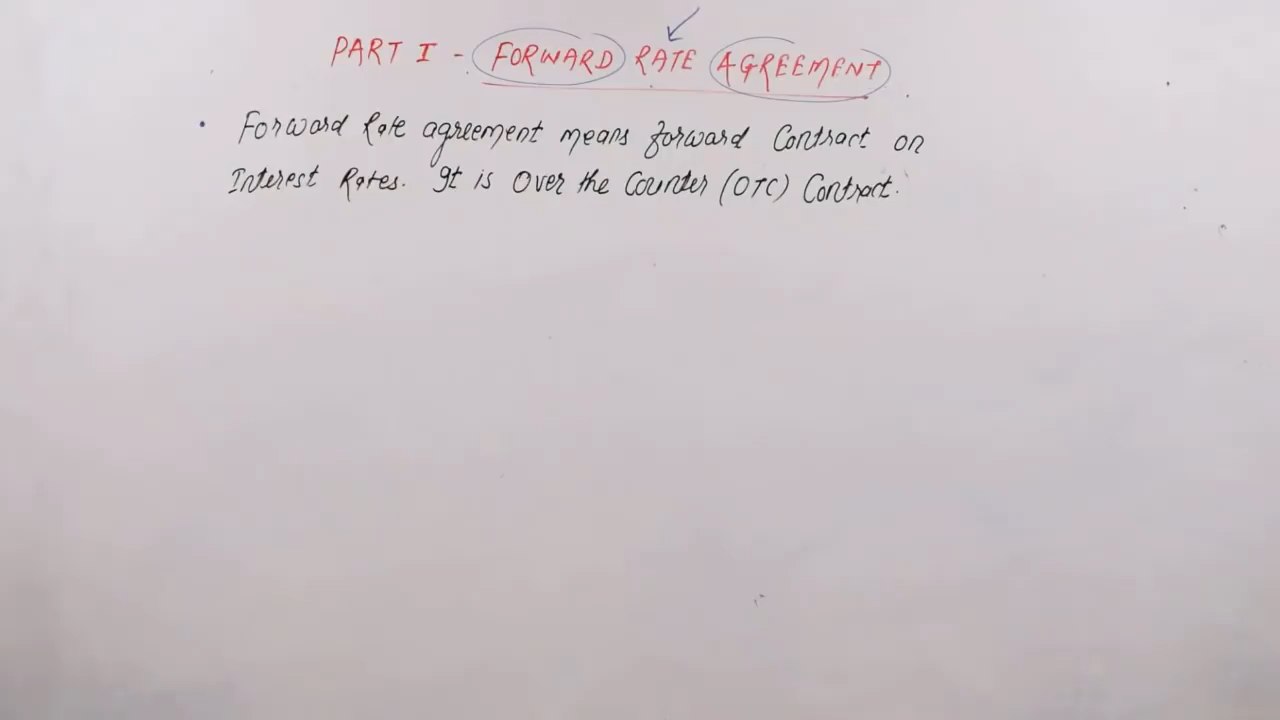 PART I - FORWARD RATE AGREEMENT
• Forward Rate agreement means forward Contract on
Interest Rates. It is Over the Counter (OTC) Contract.